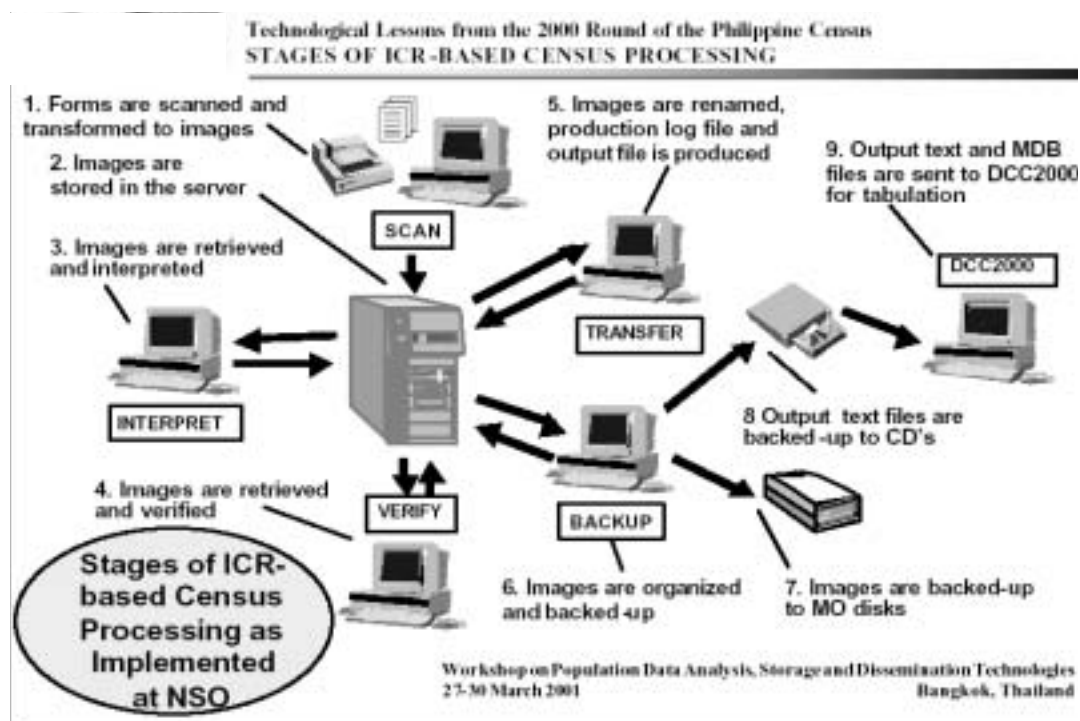 Technological Lessons from the 2000 Round of the Philippine Census
STAGES OF ICR-BASED CENSUS PROCESSING
1. Forms are scanned and
transformed to images
2. Images are
stored in the server
3. Images are retrieved
and interpreted
INTERPRET
SCAN
4. Images are retrieved
and verified
VERIFY
5. Images are renamed,
production log file and
output file is produced
TRANSFER
BACKUP
6. Images are organized
and backed-up
7. Images are backed-up
to MO disks
8 Output text files are
backed-up to CD's
9. Output text and MDB
files are sent to DCC2000
for tabulation
DCC2000
Stages of ICR-
based Census
Processing as
Implemented
at NSO
Workshop on Population Data Analysis, Storage and Dissemination Technologies
27-30 March 2001 Bangkok, Thailand